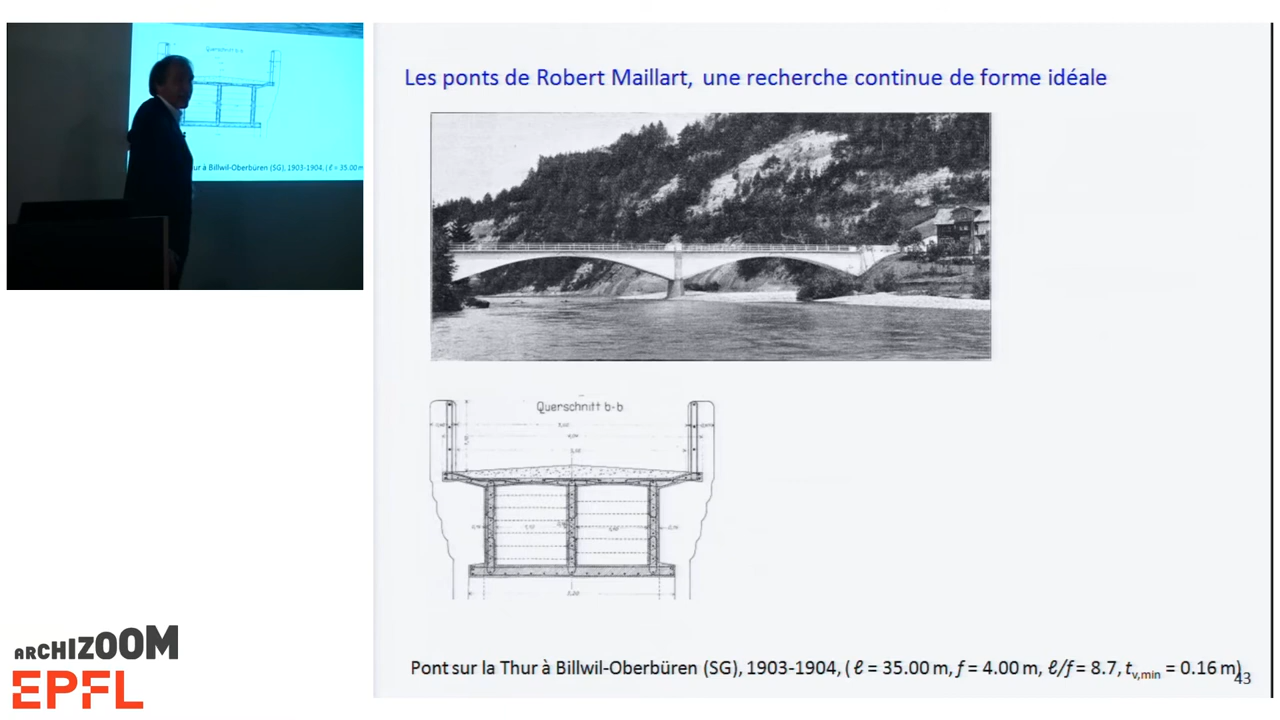 Querschnitt b-b
ur à Billwil-Oberbüren (SG), 1903-1904, ( ℓ = 35.00 m
Les ponts de Robert Maillart, une recherche continue de forme idéale
Querschnitt b-b
Pont sur la Thur à Billwil-Oberbüren (SG), 1903-1904, ( ℓ = 35.00 m, f = 4.00 m, ℓ/f = 8.7, tv,min = 0.16 m)
43
ARCHIZOOM
EPFL